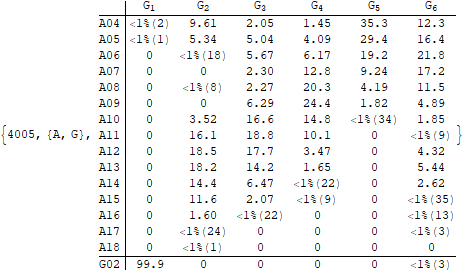 G1 G2 G3 G4 G5 G6
A04 <1%(2) 9.61 2.05 1.45 35.3 12.3
A05 <1%(1) 5.34 5.04 4.09 29.4 16.4
A06 0 <1%(18) 5.67 6.17 19.2 21.8
A07 0 0 2.30 12.8 9.24 17.2
A08 0 <1%(8) 2.27 20.3 4.19 11.5
A09 0 0 6.29 24.4 1.82 4.89
A10 0 3.52 16.6 14.8 <1%(34) 1.85
{4005, {A, G}, A11 0 16.1 18.8 10.1 0 <1%(9) }
A12 0 18.5 17.7 3.47 0 4.32
A13 0 18.2 14.2 1.65 0 5.44
A14 0 14.4 6.47 <1%(22) 0 2.62
A15 0 11.6 2.07 <1%(9) 0 <1%(35)
A16 0 1.60 <1%(22) 0 0 <1%(13)
A17 0 <1%(24) 0 0 0 <1%(3)
A18 0 <1%(1) 0 0 0 0
G02 99.9 0 0 0 0 <1%(3)